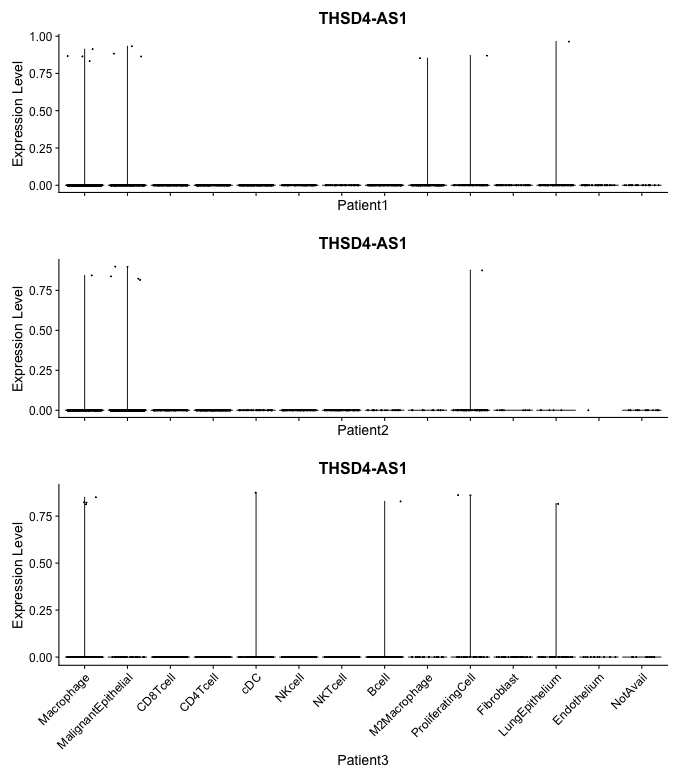 THSD4-AS1
Expression Level
1.00
0.75
0.50
0.25
0.00
Patient1
THSD4-AS1
Expression Level
0.75
0.50
0.25
0.00
Patient2
THSD4-AS1
Expression Level
0.75
0.50
0.25
0.00
Macrophage
MalignantEpithelial
CD8Tcell
CD4Tcell
cDC
NKcell
NKTcell
Bcell
M2Macrophage
ProliferatingCell
Fibroblast
LungEpithelium
Endothelium
NotAvail
Patient3